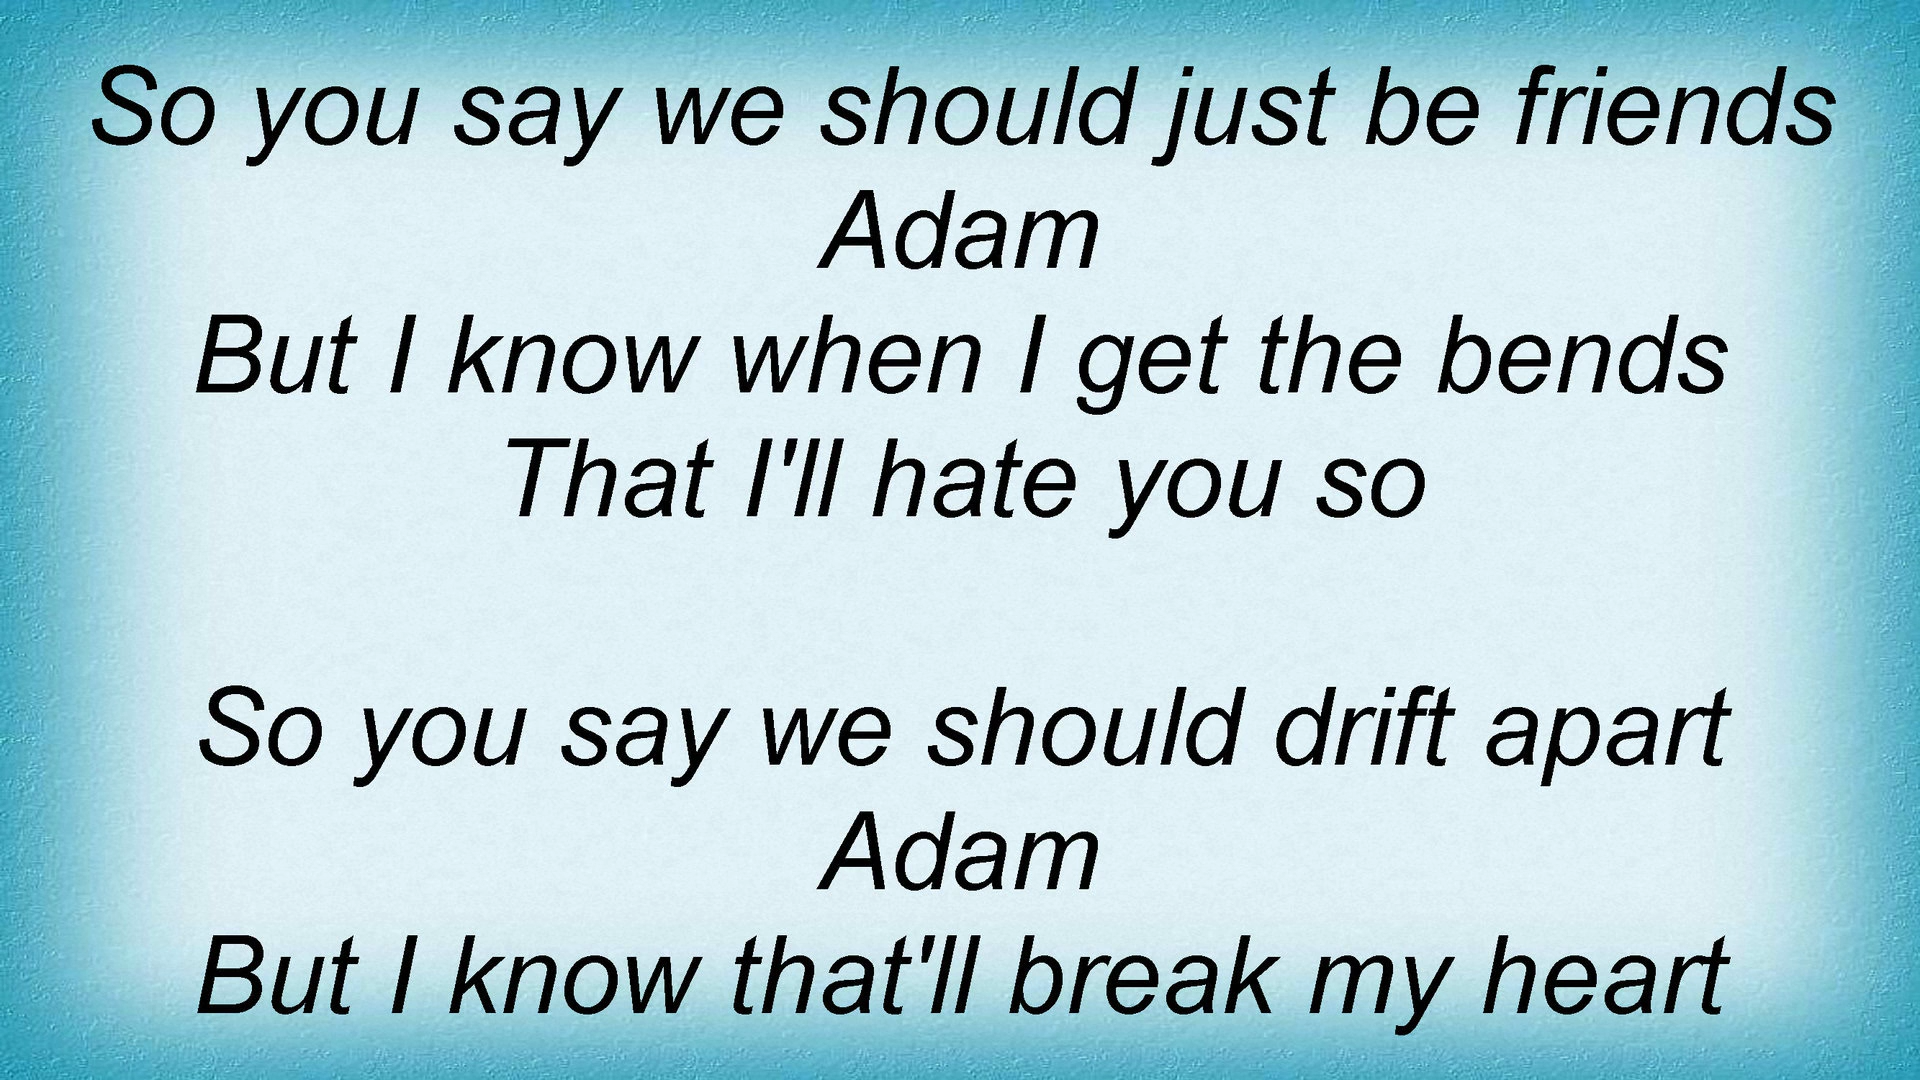 So you say we should just be friends
Adam
But I know when I get the bends
That I'll hate you so
So you say we should drift apart
Adam
But I know that'll break my heart